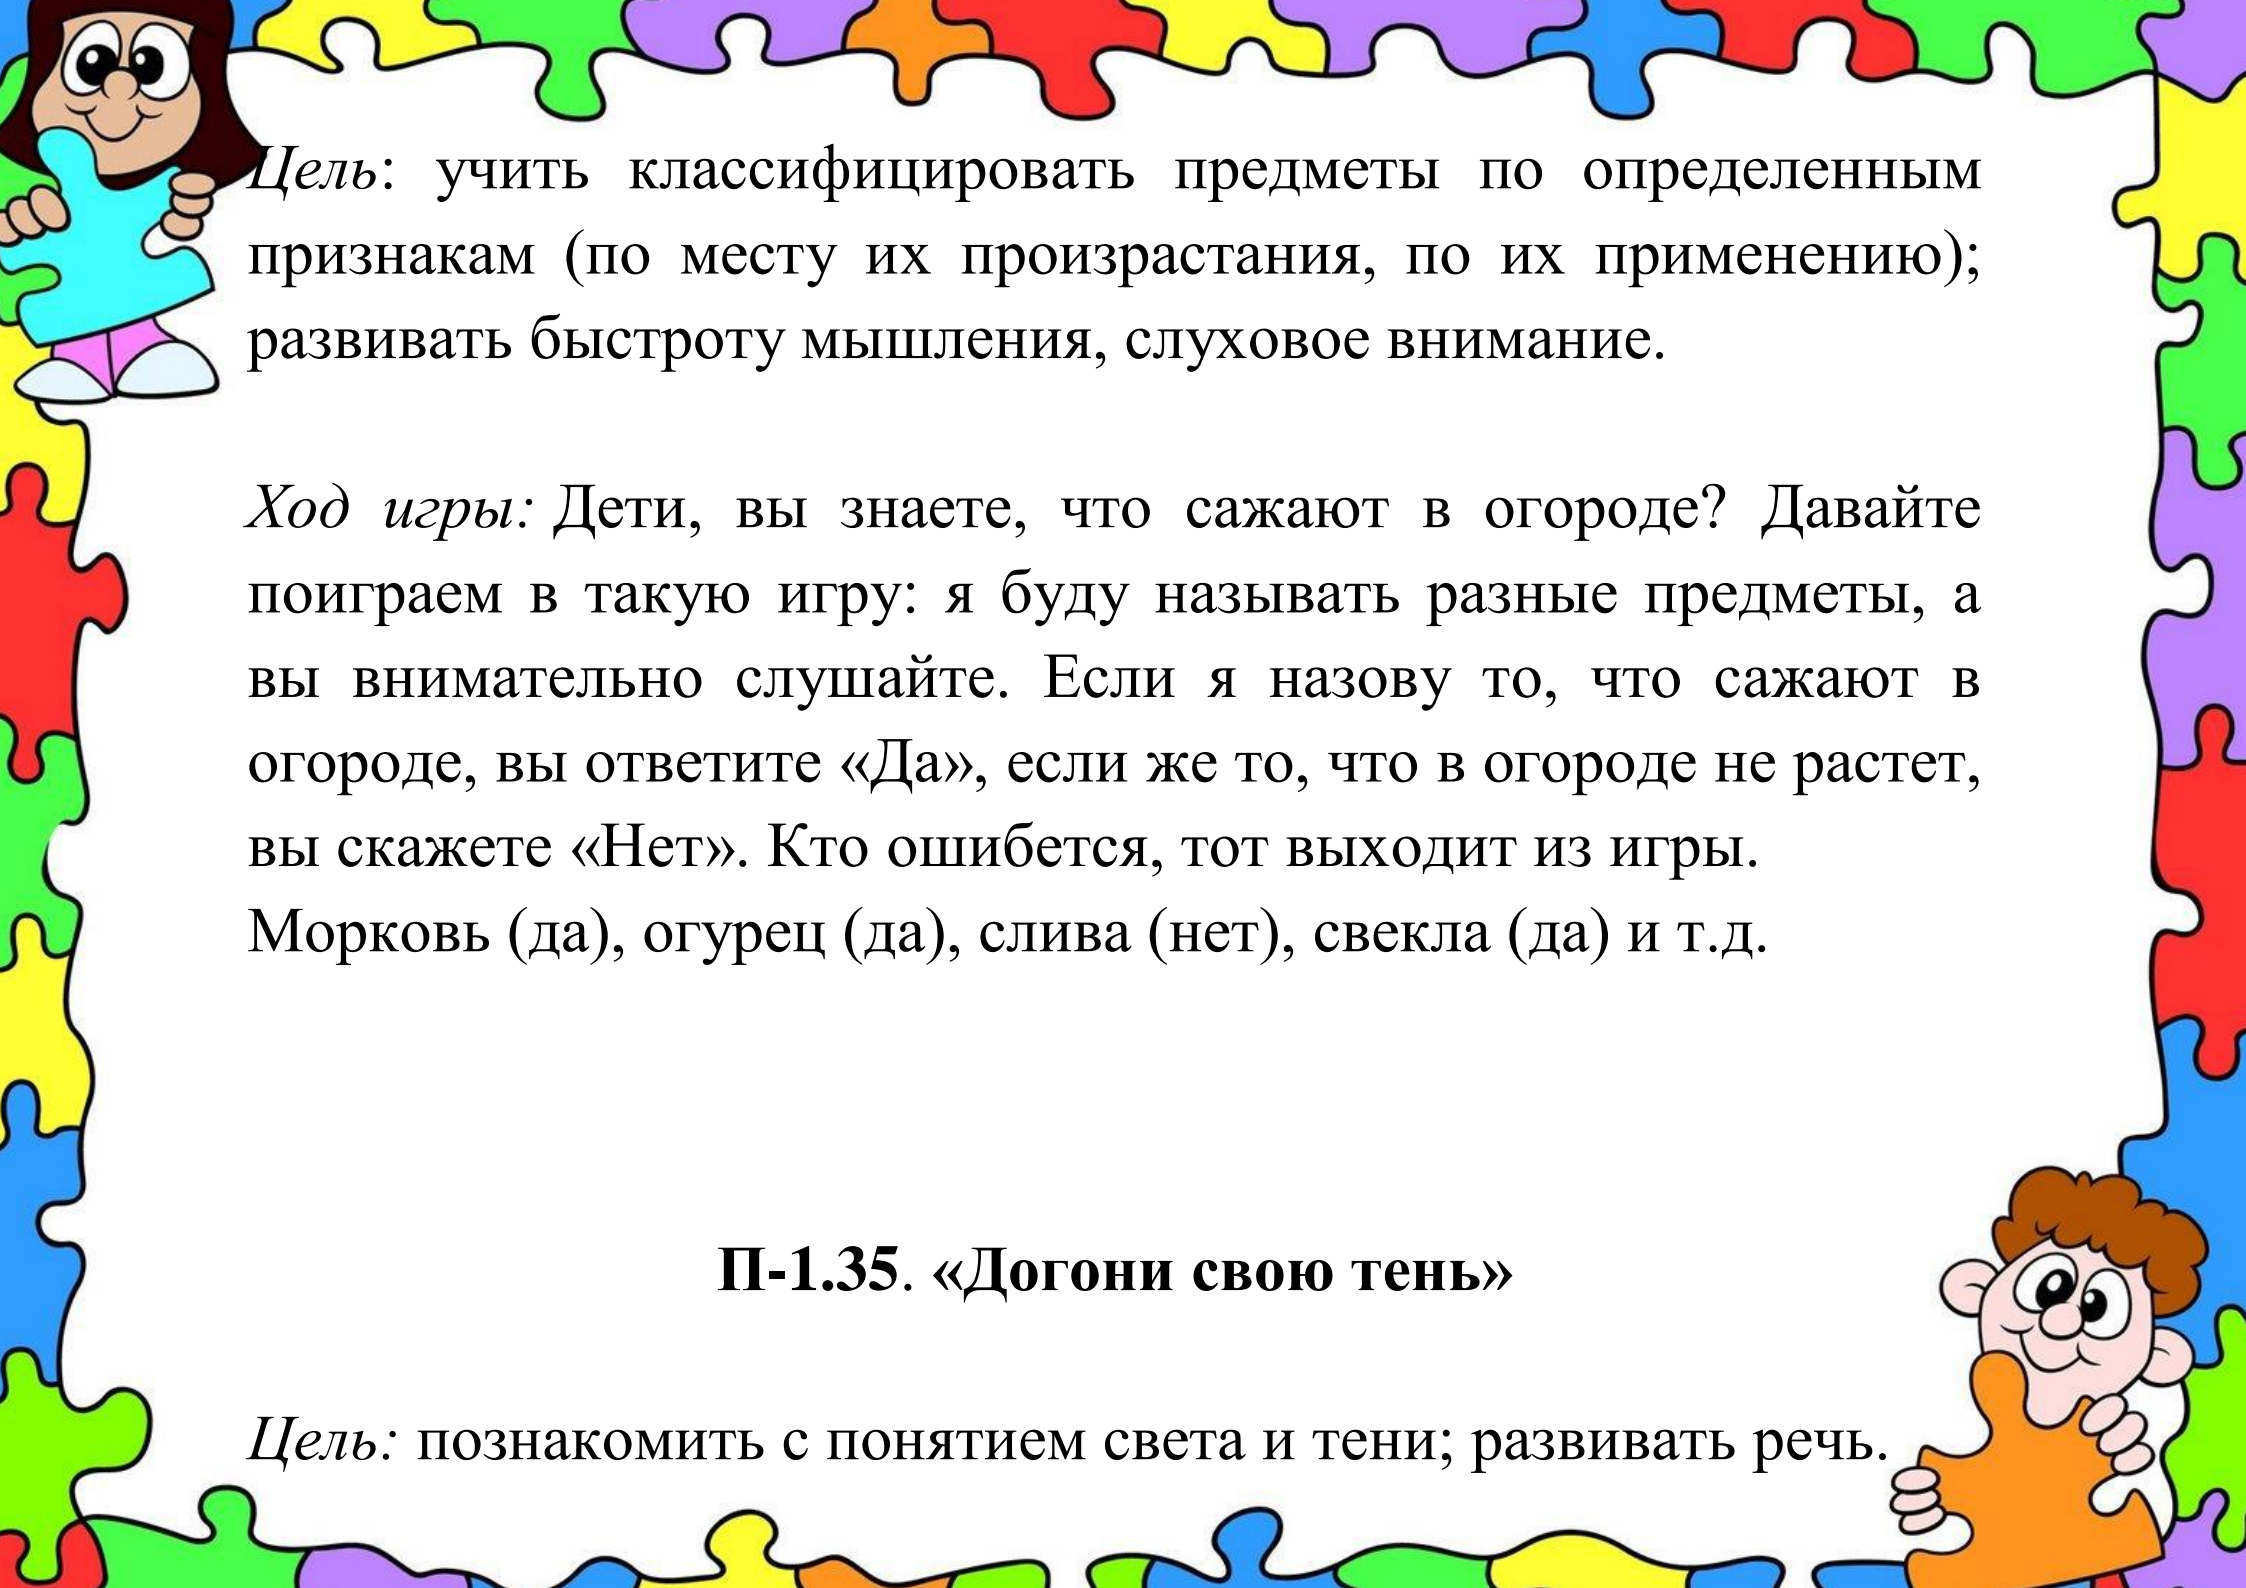 Цель: учить классифицировать предметы по определенным
признакам (по месту их произрастания, по их применению);
развивать быстроту мышления, слуховое внимание.
Ход игры: Дети, вы знаете, что сажают в огороде? Давайте
поиграем в такую игру: я буду называть разные предметы, а
вы внимательно слушайте. Если я назову то, что сажают в
огороде, вы ответите «Да», если же то, что в огороде не растет,
вы скажете «Нет». Кто ошибется, тот выходит из игры.
Морковь (да), огурец (да), слива (нет), свекла (да) и т.д.
П-1.35. «Догони свою тень»
Цель: познакомить с понятием света и тени; развивать речь.